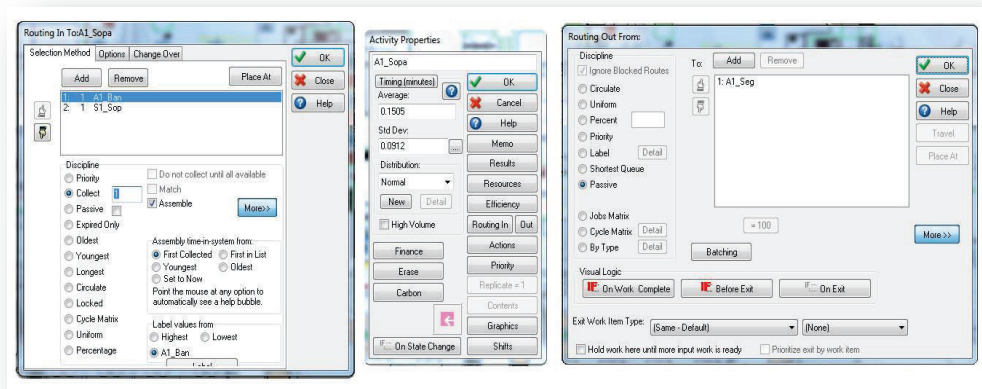 Routing In To:A1_Sopa
Selection Method Options Change Over
Add Remove Place At
1: 1 A1_Ban
2: 1 S1_Sop
OK
Close
Help
Discipline
Priority
Collect 1
Passive
Expired Only
Oldest
Youngest
Longest
Circulate
Locked
Cycle Matrix
Uniform
Percentage
Do not collect until all available
Match
Assemble
More>>
Assembly time-in-system from:
First Collected First in List
Youngest Oldest
Set to Now
Point the mouse at any option to
automatically see a help bubble.
Label values from
Highest Lowest
A1_Ban
Activity Properties
A1_Sopa
Timing (minutes)
Average:
0.1505
Std Dev:
0.0912
...
Distribution:
Normal
New Detail
High Volume
Finance
Erase
Carbon
On State Change
OK
Cancel
Help
Memo
Results
Resources
Efficiency
Routing In Out
Actions
Priority
Replicate = 1
Contents
Graphics
Shifts
Routing Out From:
Discipline
Ignore Blocked Routes
Circulate
Uniform
Percent
Priority
Label Detail
Shortest Queue
Passive
Jobs Matrix
Cycle Matrix Detail
By Type Detail
To: Add Remove
1: A1_Seg
= 100
Batching
OK
Close
Help
Travel
Place At
More >>
Visual Logic
IF: On Work Complete IF: Before Exit IF: On Exit
Exit Work Item Type: (Same - Default) (None)
Hold work here until more input work is ready Prioritize exit by work item